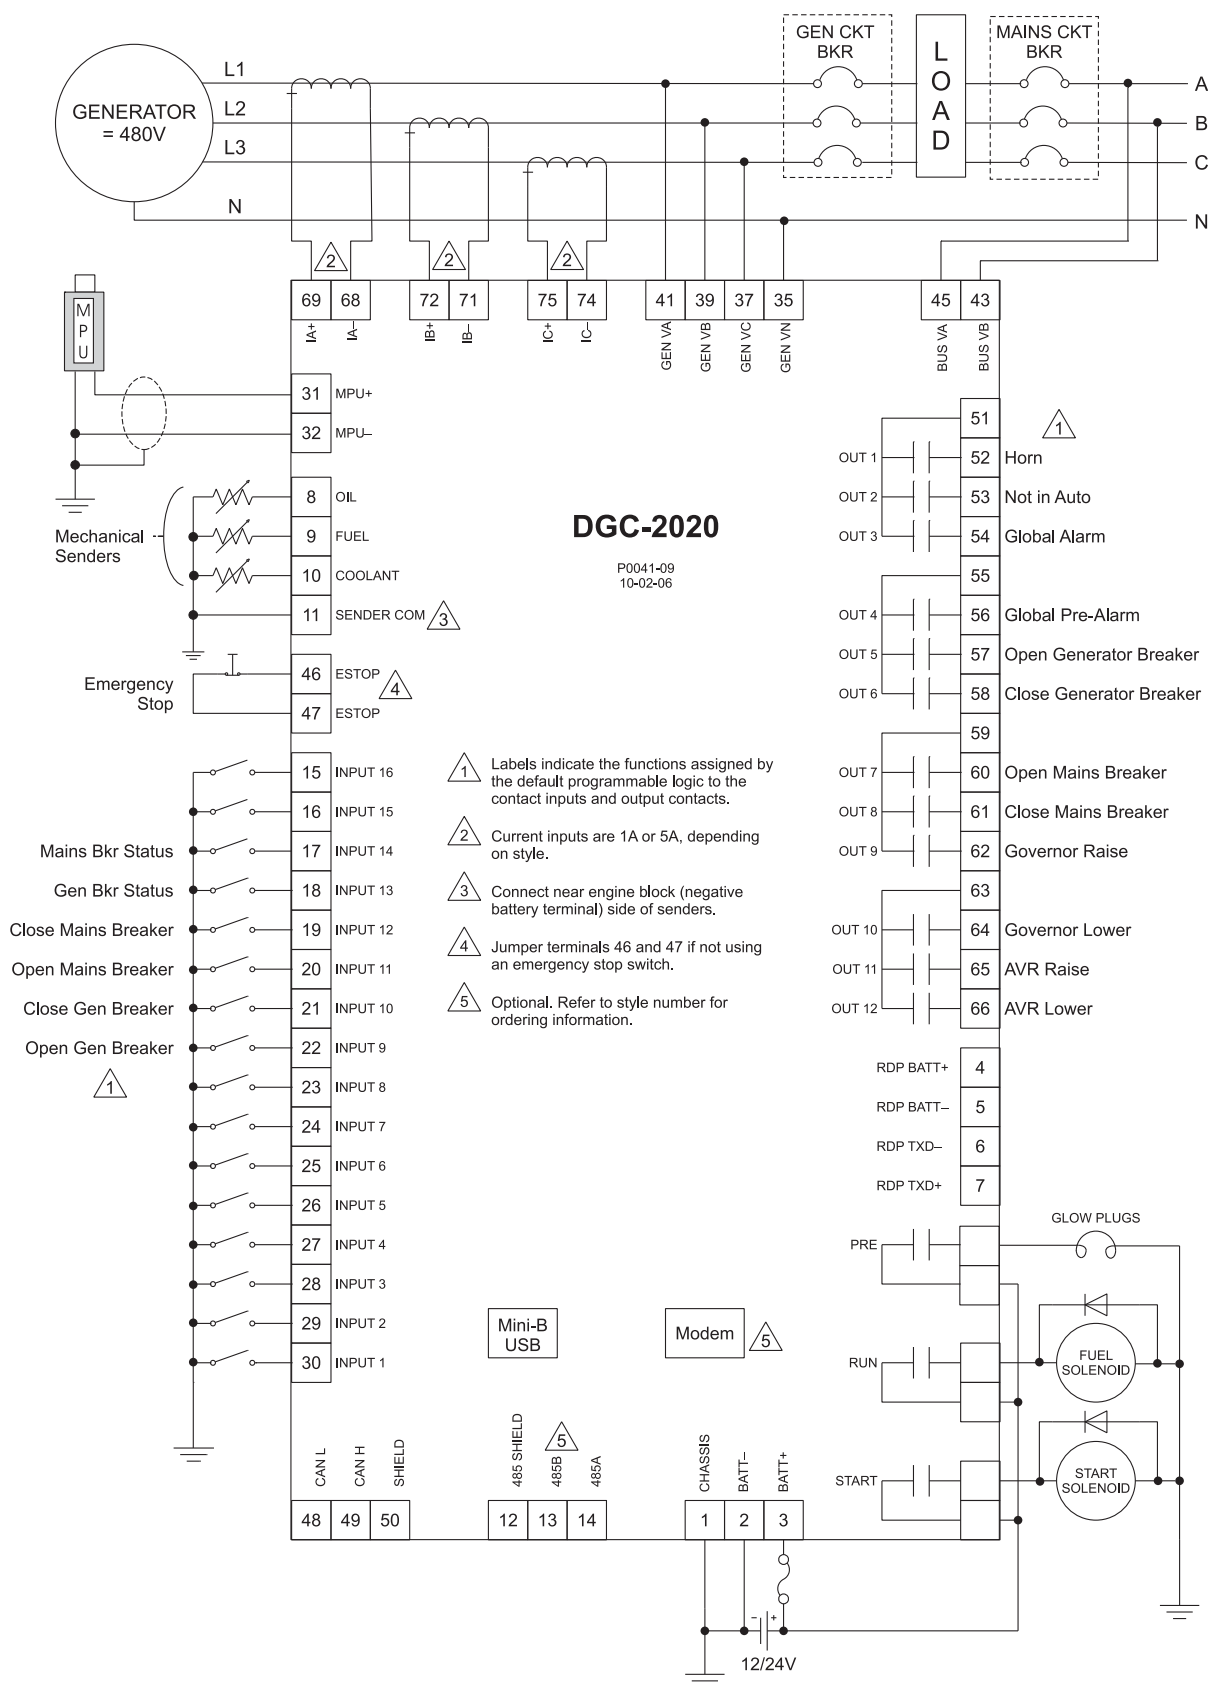 GEN CKT
BKR
MAINS CKT
BKR
L
O
A
D
GENERATOR
= 480V
L1
L2
L3
N
A
B
C
N
2
2
2
69
68
72
71
75
74
41
39
37
35
45
43
IA+
IA–
IB+
IB–
IC+
IC–
GEN VA
GEN VB
GEN VC
GEN VN
BUS VA
BUS VB
M
P
U
31 MPU+
32 MPU–
Mechanical
Senders
8 OIL
9 FUEL
10 COOLANT
11 SENDER COM 3
Emergency
Stop
46 ESTOP
47 ESTOP
4
DGC-2020
P0041-09
10-02-06
15 INPUT 16
16 INPUT 15
Mains Bkr Status 17 INPUT 14
Gen Bkr Status 18 INPUT 13
Close Mains Breaker 19 INPUT 12
Open Mains Breaker 20 INPUT 11
Close Gen Breaker 21 INPUT 10
Open Gen Breaker 22 INPUT 9
1
23 INPUT 8
24 INPUT 7
25 INPUT 6
26 INPUT 5
27 INPUT 4
28 INPUT 3
29 INPUT 2
30 INPUT 1
1 Labels indicate the functions assigned by
the default programmable logic to the
contact inputs and output contacts.
2 Current inputs are 1A or 5A, depending
on style.
3 Connect near engine block (negative
battery terminal) side of senders.
4 Jumper terminals 46 and 47 if not using
an emergency stop switch.
5 Optional. Refer to style number for
ordering information.
51
1
OUT 1 52 Horn
OUT 2 53 Not in Auto
OUT 3 54 Global Alarm
55
OUT 4 56 Global Pre-Alarm
OUT 5 57 Open Generator Breaker
OUT 6 58 Close Generator Breaker
59
OUT 7 60 Open Mains Breaker
OUT 8 61 Close Mains Breaker
OUT 9 62 Governor Raise
63
OUT 10 64 Governor Lower
OUT 11 65 AVR Raise
OUT 12 66 AVR Lower
RDP BATT+ 4
RDP BATT– 5
RDP TXD– 6
RDP TXD+ 7
GLOW PLUGS
PRE
RUN
FUEL
SOLENOID
START
START
SOLENOID
Mini-B
USB
Modem
5
CAN L
CAN H
SHIELD
485 SHIELD
485B
485A
5
CHASSIS
BATT–
BATT+
48
49
50
12
13
14
1
2
3
- +
12/24V